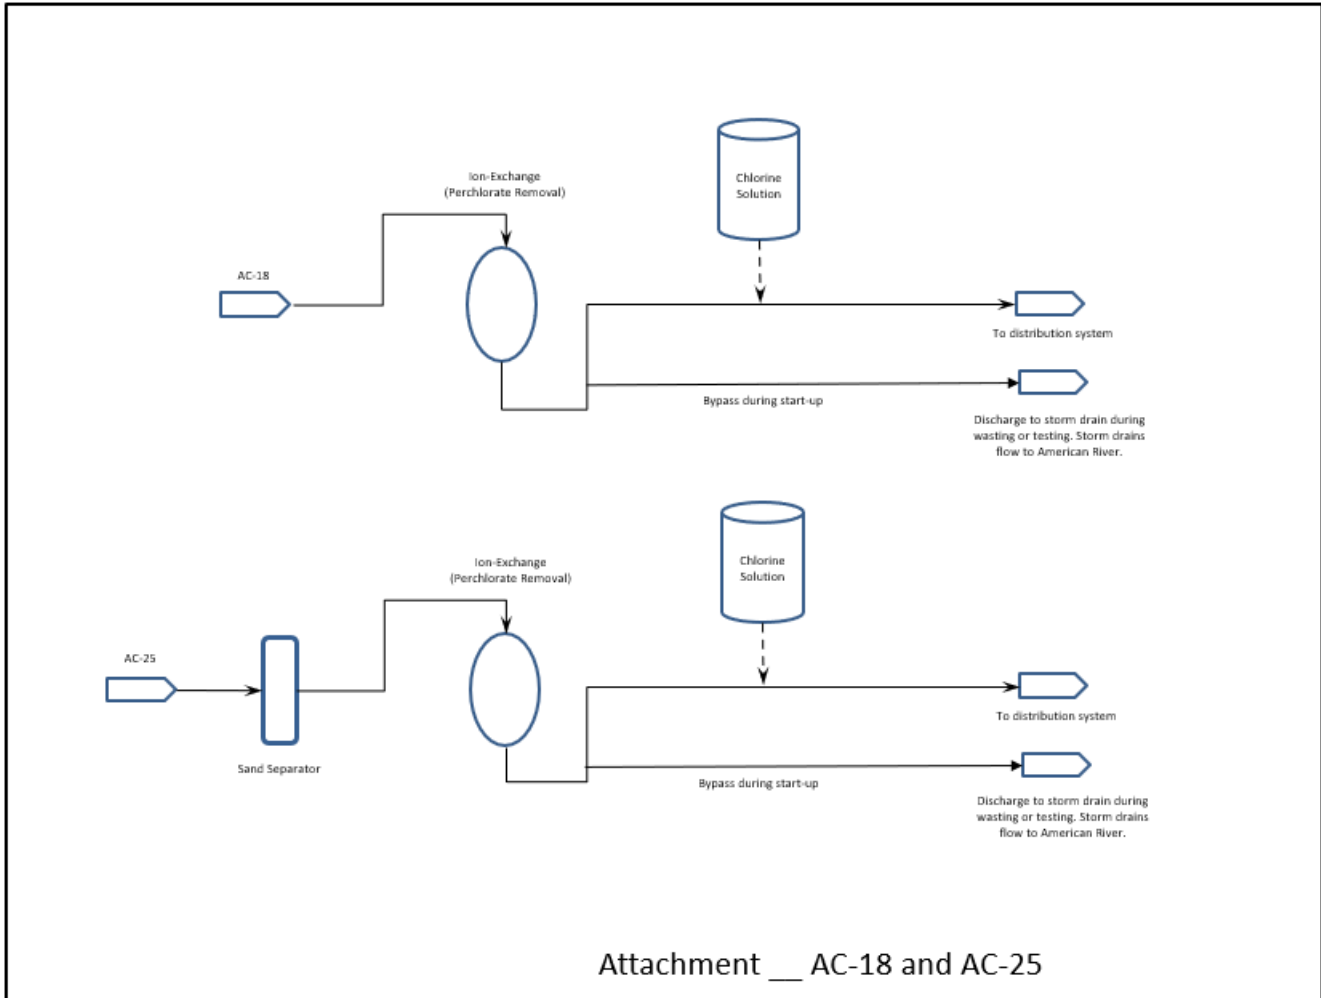 Ion-Exchange
(Perchlorate Removal)
Chlorine
Solution
AC-18
To distribution system
Bypass during start-up
Discharge to storm drain during
wasting or testing. Storm drains
flow to American River.
Ion-Exchange
(Perchlorate Removal)
Chlorine
Solution
AC-25
Sand Separator
To distribution system
Bypass during start-up
Discharge to storm drain during
wasting or testing. Storm drains
flow to American River.
Attachment __ AC-18 and AC-25